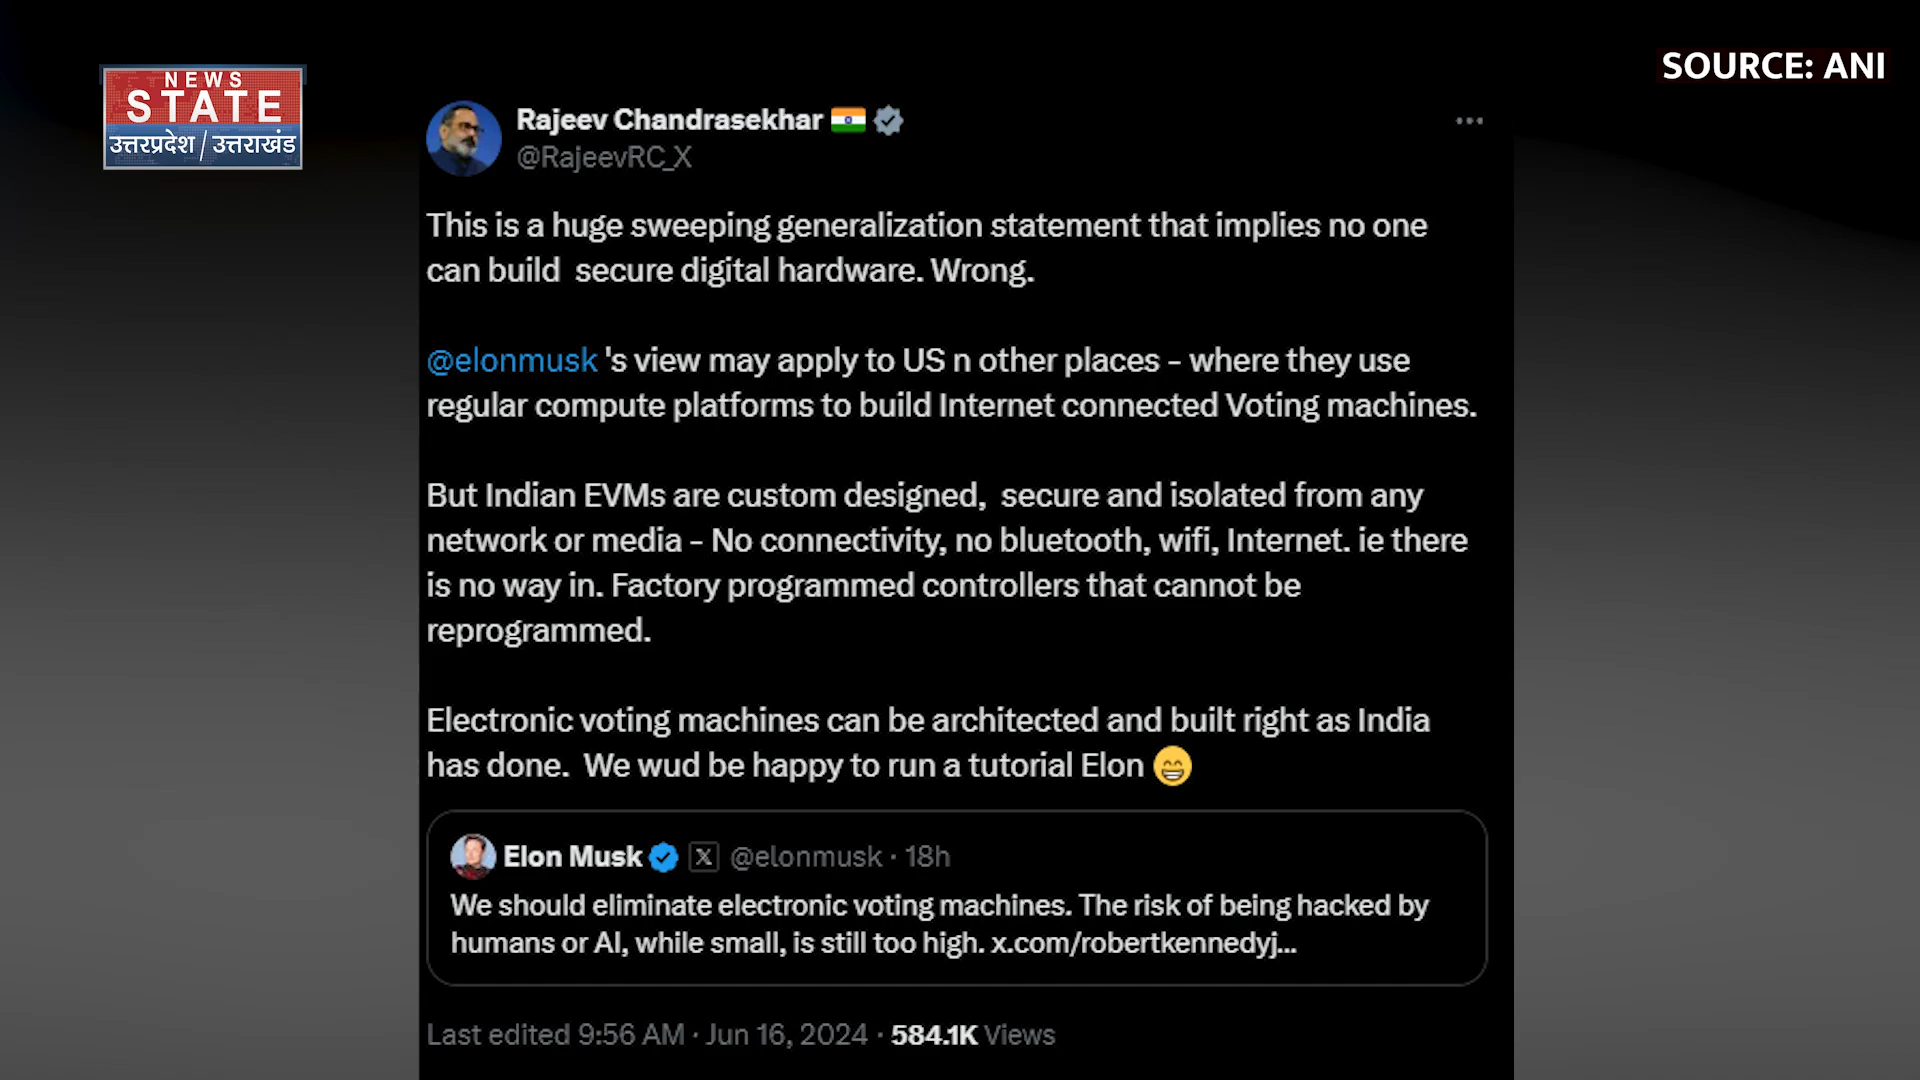 NEWS
STATE
उत्तरप्रदेश / उत्तराखंड
SOURCE: ANI
Rajeev Chandrasekhar
@RajeevRC_X
This is a huge sweeping generalization statement that implies no one
can build  secure digital hardware. Wrong.
@elonmusk 's view may apply to US n other places - where they use
regular compute platforms to build Internet connected Voting machines.
But Indian EVMs are custom designed,  secure and isolated from any
network or media - No connectivity, no bluetooth, wifi, Internet. ie there
is no way in. Factory programmed controllers that cannot be
reprogrammed.
Electronic voting machines can be architected and built right as India
has done.  We wud be happy to run a tutorial Elon 😁
Elon Musk X @elonmusk · 18h
We should eliminate electronic voting machines. The risk of being hacked by
humans or AI, while small, is still too high. x.com/robertkennedyj...
Last edited 9:56 AM · Jun 16, 2024 · 584.1K Views